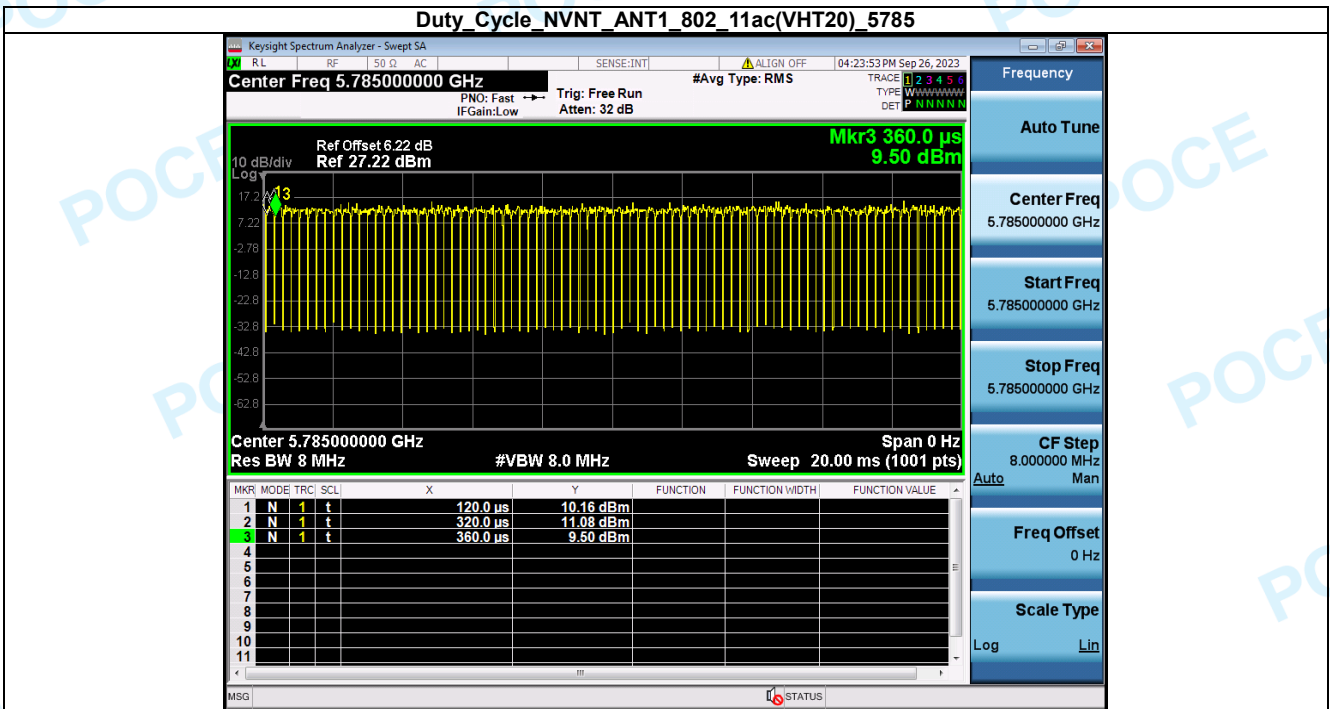 Duty_Cycle_NVNT_ANT1_802_11ac(VHT20)_5785
Keysight Spectrum Analyzer - Swept SA
LXI RL RF 50 Ω AC SENSE:INT ALIGN OFF 04:23:53 PM Sep 26, 2023
Center Freq 5.785000000 GHz
#Avg Type: RMS
TRACE 1 2 3 4 5 6
TYPE WWWWWW
DET P N N N N N
PNO: Fast
IFGain:Low
Trig: Free Run
Atten: 32 dB
Frequency
Auto Tune
Center Freq
5.785000000 GHz
Start Freq
5.785000000 GHz
Stop Freq
5.785000000 GHz
CF Step
8.000000 MHz
Auto Man
Freq Offset
0 Hz
Scale Type
Log Lin
Mkr3 360.0 µs
9.50 dBm
Ref Offset 6.22 dB
10 dB/div Ref 27.22 dBm
Log
13
17.2
7.22
-2.78
-12.8
-22.8
-32.8
-42.8
-52.8
-62.8
Center 5.785000000 GHz Span 0 Hz
Res BW 8 MHz #VBW 8.0 MHz Sweep 20.00 ms (1001 pts)
MKR MODE TRC SCL X Y FUNCTION FUNCTION WIDTH FUNCTION VALUE
1 N 1 t 120.0 µs 10.16 dBm
2 N 1 t 320.0 µs 11.08 dBm
3 N 1 t 360.0 µs 9.50 dBm
4
5
6
7
8
9
10
11
MSG STATUS
POCE
POCE
POCE